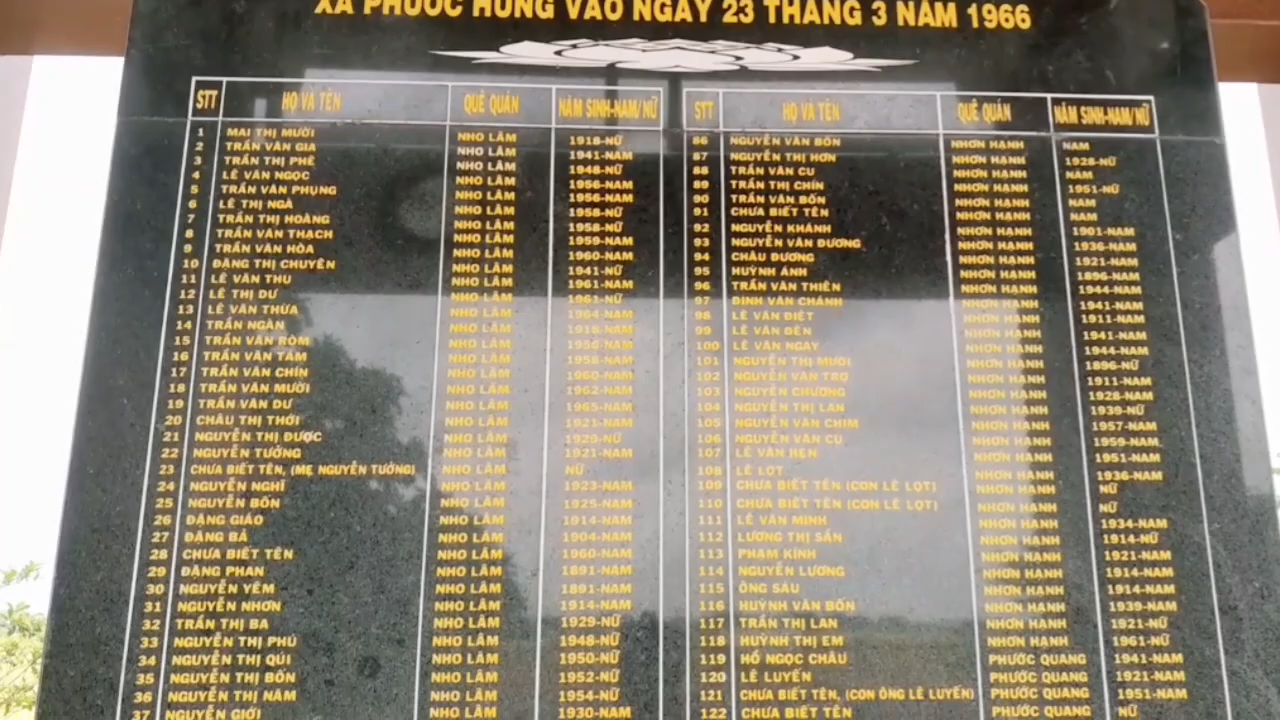 XÃ PHƯỚC HƯNG VÀO NGÀY 23 THÁNG 3 NĂM 1966
STT HỌ VÀ TÊN QUÊ QUÁN NĂM SINH-NAM/NỮ
1 MAI THỊ MƯỜI NHO LÂM 1918-NỮ
2 TRẦN VĂN GIA NHO LÂM 1941-NAM
3 TRẦN THỊ PHÊ NHO LÂM 1948-NỮ
4 LÊ VĂN NGỌC NHO LÂM 1956-NAM
5 TRẦN VĂN PHỤNG NHO LÂM 1956-NAM
6 LÊ THỊ NGÀ NHO LÂM 1958-NỮ
7 TRẦN THỊ HOÀNG NHO LÂM 1958-NỮ
8 TRẦN VĂN THẠCH NHO LÂM 1959-NAM
9 TRẦN VĂN HÒA NHO LÂM 1960-NAM
10 ĐẶNG THỊ CHUYÊN NHO LÂM 1941-NỮ
11 LÊ VĂN THU NHO LÂM 1961-NAM
12 LÊ THỊ DƯ NHO LÂM 1961-NỮ
13 LÊ VĂN THỪA NHO LÂM 1964-NAM
14 TRẦN NGÀN NHO LÂM 1918-NAM
15 TRẦN VĂN RÒM NHO LÂM 1956-NAM
16 TRẦN VĂN TÁM NHO LÂM 1958-NAM
17 TRẦN VĂN CHÍN NHO LÂM 1960-NAM
18 TRẦN VĂN MƯỜI NHO LÂM 1962-NAM
19 TRẦN VĂN DƯ NHO LÂM 1965-NAM
20 CHÂU THỊ THỚI NHO LÂM 1921-NAM
21 NGUYỄN THỊ ĐƯỢC NHO LÂM 1929-NỮ
22 NGUYỄN TƯỞNG NHO LÂM 1921-NAM
23 CHƯA BIẾT TÊN, (MẸ NGUYỄN TƯỞNG) NHO LÂM NỮ
24 NGUYỄN NGHĨ NHO LÂM 1923-NAM
25 NGUYỄN BÔN NHO LÂM 1925-NAM
26 ĐẶNG GIÁO NHO LÂM 1914-NAM
27 ĐẶNG BẢ NHO LÂM 1904-NAM
28 CHƯA BIẾT TÊN NHO LÂM 1960-NAM
29 ĐẶNG PHAN NHO LÂM 1891-NAM
30 NGUYỄN YÊM NHO LÂM 1891-NAM
31 NGUYỄN NHƠN NHO LÂM 1914-NAM
32 TRẦN THỊ BA NHO LÂM 1929-NỮ
33 NGUYỄN THỊ PHÚ NHO LÂM 1948-NỮ
34 NGUYỄN THỊ QÚI NHO LÂM 1950-NỮ
35 NGUYỄN THỊ BỐN NHO LÂM 1952-NỮ
36 NGUYỄN THỊ NĂM NHO LÂM 1954-NỮ
37 NGUYỄN GIỚI NHO LÂM 1930-NAM
STT HỌ VÀ TÊN QUÊ QUÁN NĂM SINH-NAM/NỮ
86 NGUYỄN VĂN BÔN NHƠN HẠNH NAM
87 NGUYỄN THỊ HƠN NHƠN HẠNH 1928-NỮ
88 TRẦN VĂN CU NHƠN HẠNH NAM
89 TRẦN THỊ CHÍN NHƠN HẠNH 1951-NỮ
90 TRẦN VĂN BỐN NHƠN HẠNH NAM
91 CHƯA BIẾT TÊN NHƠN HẠNH NAM
92 NGUYỄN KHÁNH NHƠN HẠNH 1901-NAM
93 NGUYỄN VĂN ĐƯƠNG NHƠN HẠNH 1936-NAM
94 CHÂU ĐƯƠNG NHƠN HẠNH 1921-NAM
95 HUỲNH ÁNH NHƠN HẠNH 1896-NAM
96 TRẦN VĂN THIÊN NHƠN HẠNH 1944-NAM
97 ĐINH VĂN CHÁNH NHƠN HẠNH 1941-NAM
98 LÊ VĂN ĐIỆT NHƠN HẠNH 1911-NAM
99 LÊ VĂN ĐÈN NHƠN HẠNH 1941-NAM
100 LÊ VĂN NGAY NHƠN HẠNH 1944-NAM
101 NGUYỄN THỊ MƯỜI NHƠN HẠNH 1896-NỮ
102 NGUYỄN VĂN TRỢ NHƠN HẠNH 1911-NAM
103 NGUYỄN CHƯƠNG NHƠN HẠNH 1928-NAM
104 NGUYỄN THỊ LAN NHƠN HẠNH 1939-NỮ
105 NGUYỄN VĂN CHIM NHƠN HẠNH 1957-NAM
106 NGUYỄN VĂN CU NHƠN HẠNH 1959-NAM
107 LÊ VĂN HẸN NHƠN HẠNH 1951-NAM
108 LÊ LỌT NHƠN HẠNH 1936-NAM
109 CHƯA BIẾT TÊN (CON LÊ LỌT) NHƠN HẠNH NỮ
110 CHƯA BIẾT TÊN (CON LÊ LỌT) NHƠN HẠNH NỮ
111 LÊ VĂN MINH NHƠN HẠNH 1934-NAM
112 LƯƠNG THỊ SẮN NHƠN HẠNH 1914-NỮ
113 PHẠM KÍNH NHƠN HẠNH 1921-NAM
114 NGUYỄN LƯƠNG NHƠN HẠNH 1914-NAM
115 ÔNG SÁU NHƠN HẠNH 1914-NAM
116 HUỲNH VĂN BỐN NHƠN HẠNH 1939-NAM
117 TRẦN THỊ LAN NHƠN HẠNH 1921-NỮ
118 HUỲNH THỊ EM NHƠN HẠNH 1961-NỮ
119 HỒ NGỌC CHÂU PHƯỚC QUANG 1941-NAM
120 LÊ LUYẾN PHƯỚC QUANG 1921-NAM
121 CHƯA BIẾT TÊN, (CON ÔNG LÊ LUYẾN) PHƯỚC QUANG 1951-NAM
122 CHƯA BIẾT TÊN PHƯỚC QUANG NỮ